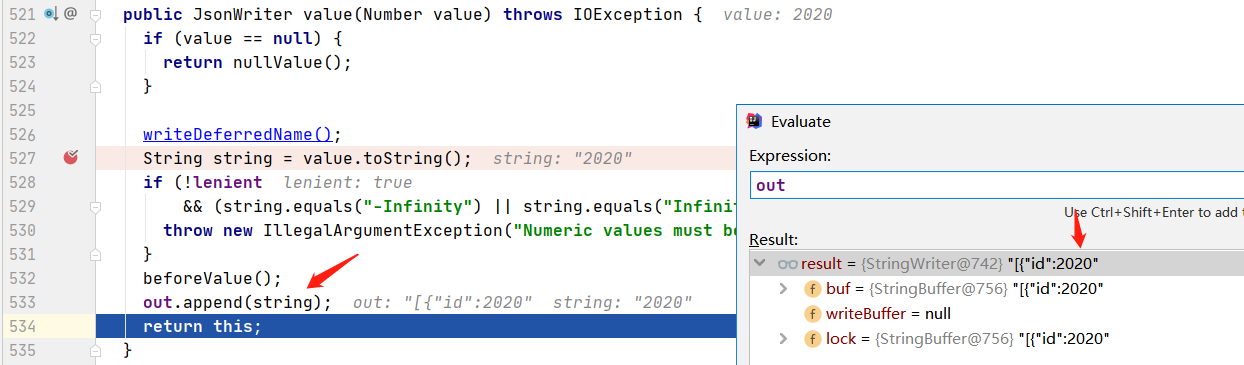 521 @ public JsonWriter value(Number value) throws IOException { value: 2020
522 if (value == null) {
523 return nullValue();
524 }
525
526 writeDeferredName();
527 String string = value.toString(); string: "2020"
528 if (!lenient lenient: true
529 && (string.equals("-Infinity") || string.equals("Infinit
530 throw new IllegalArgumentException("Numeric values must be
531 }
532 beforeValue();
533 out.append(string); out: "[{"id":2020" string: "2020"
534 return this;
535 }
Evaluate
Expression:
out
Use Ctrl+Shift+Enter to add t
Result:
result = {StringWriter@742} "[{"id":2020"
f buf = {StringBuffer@756} "[{"id":2020"
f writeBuffer = null
f lock = {StringBuffer@756} "[{"id":2020"